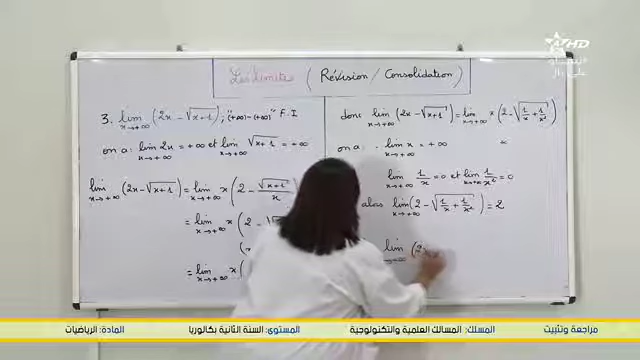 Les limites (Révision / Consolidation)
3. lim x→+∞ (2x - √(x+1)) ; "(+∞)-(+∞)" F.I
on a : lim x→+∞ 2x = +∞ et lim x→+∞ √(x+1) = +∞
lim x→+∞ (2x - √(x+1)) = lim x→+∞ x (2 - √(x+1)/x)
= lim x→+∞ x (2 -
= lim x→+∞ x (
donc lim x→+∞ (2x - √(x+1)) = lim x→+∞ x (2 - √(1/x + 1/x²))
on a : lim x→+∞ x = +∞
lim x→+∞ 1/x = 0 et lim x→+∞ 1/x² = 0
alors lim x→+∞ (2 - √(1/x + 1/x²)) = 2
lim x→+∞ (2x
مراجعة وتثبيت
المسلك: المسالك العلمية والتكنولوجية
المستوى: السنة الثانية بكالوريا
المادة: الرياضيات